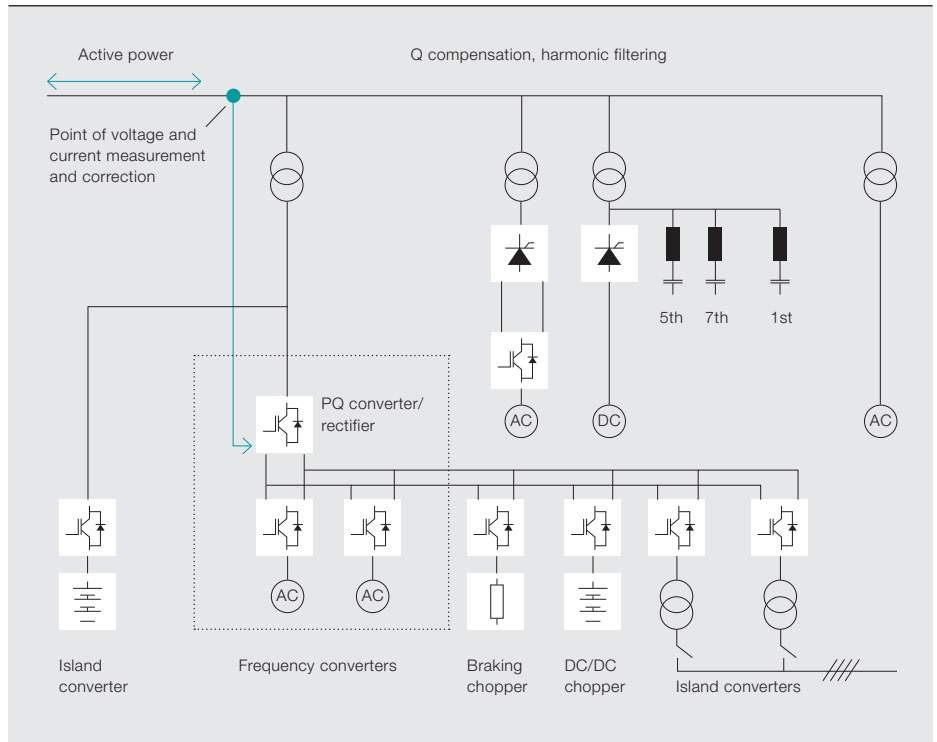 Active power
Q compensation, harmonic filtering
Point of voltage and
current measurement
and correction
5th
7th
1st
PQ converter/
rectifier
AC
DC
AC
AC
AC
Island
converter
Frequency converters
Braking
chopper
DC/DC
chopper
Island converters